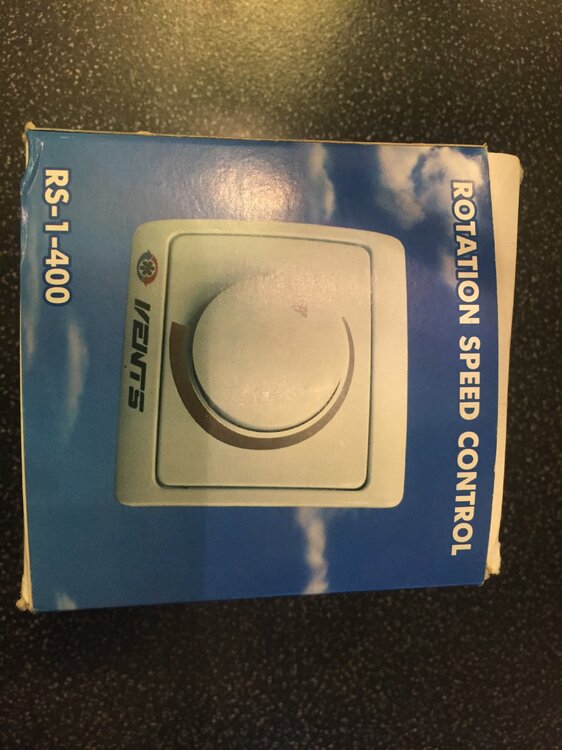 ROTATION SPEED CONTROL
VENTS
RS-1-400